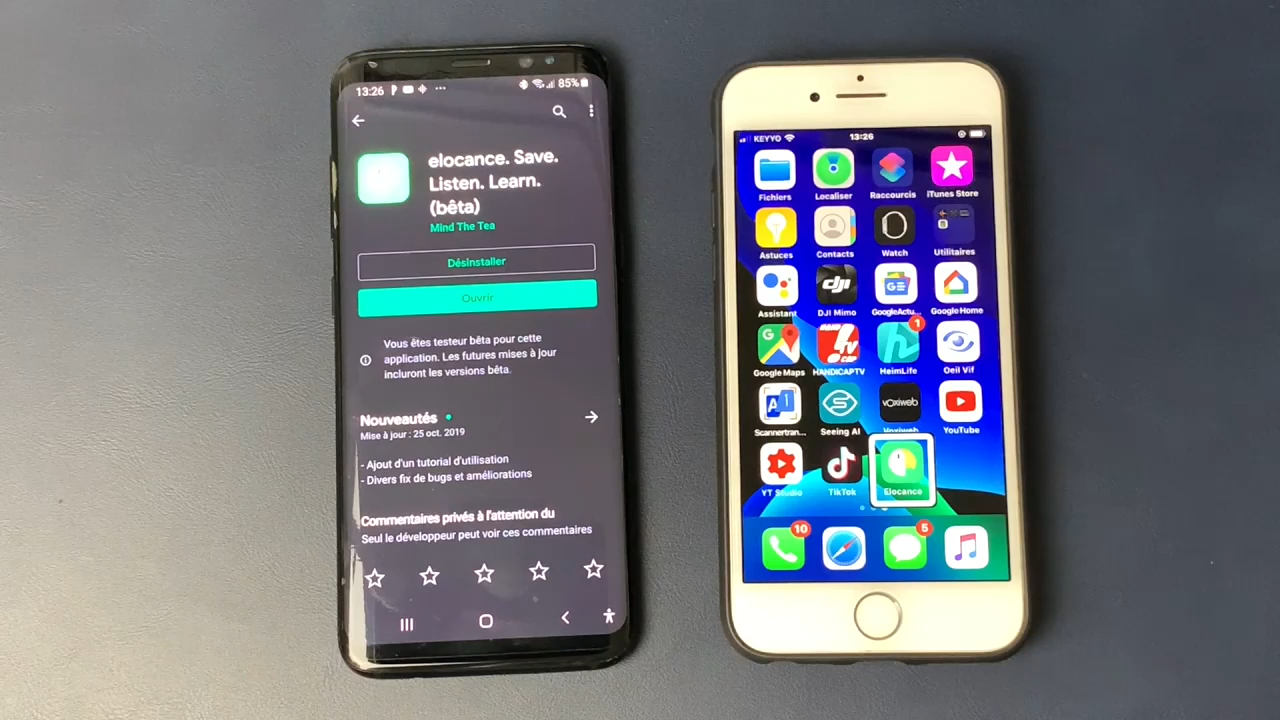 13:26
85%
elocance. Save.
Listen. Learn.
(bêta)
Mind The Tea
Désinstaller
Ouvrir
Vous êtes testeur bêta pour cette
application. Les futures mises à jour
incluront les versions bêta.
Nouveautés
Mise à jour : 25 oct. 2019
- Ajout d'un tutorial d'utilisation
- Divers fix de bugs et améliorations
Commentaires privés à l'attention du
Seul le développeur peut voir ces commentaires
KEYYO 13:26
Fichiers Localiser Raccourcis iTunes Store
Astuces Contacts Watch Utilitaires
dji
GE
Assistant DJI Mimo GoogleActu... Google Home
G
1
Google Maps HANDICAPTV HeimLife Oeil Vif
A
voxiweb
Scannertran... Seeing AI Voxiweb YouTube
YT Studio TikTok Elocance
10 5